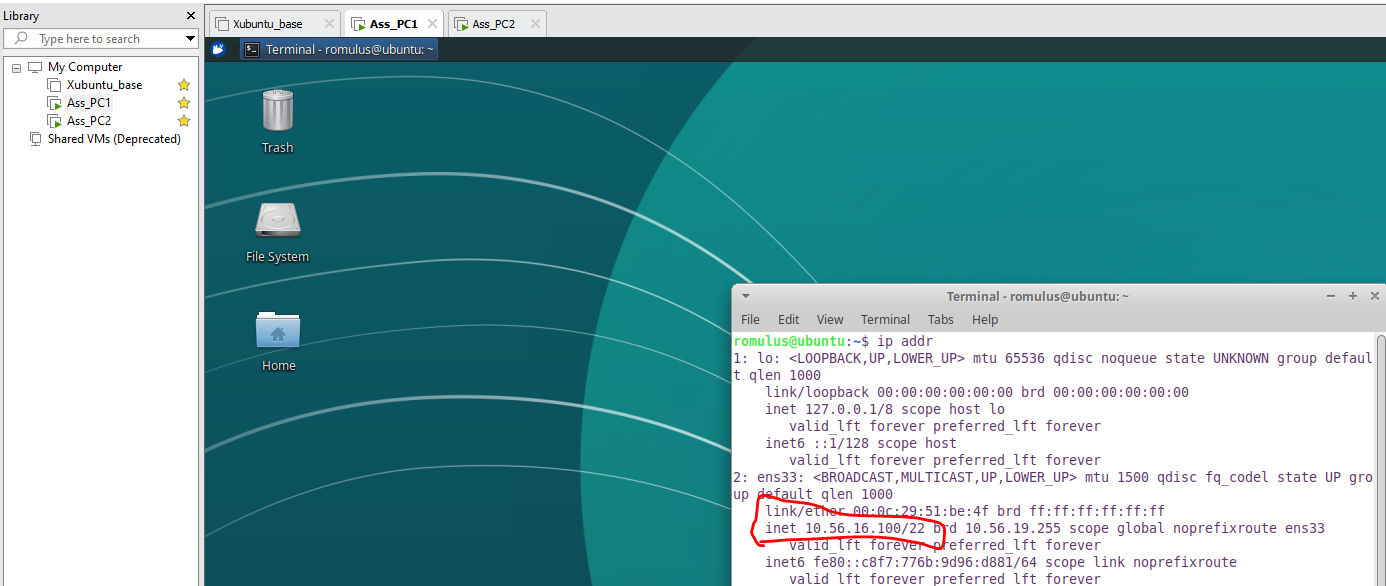 Library
Type here to search
My Computer
Xubuntu_base
Ass_PC1
Ass_PC2
Shared VMs (Deprecated)
Xubuntu_base
Ass_PC1
Ass_PC2
Terminal - romulus@ubuntu: ~
Trash
File System
Home
Terminal - romulus@ubuntu: ~
File Edit View Terminal Tabs Help
romulus@ubuntu:~$ ip addr
1: lo: <LOOPBACK,UP,LOWER_UP> mtu 65536 qdisc noqueue state UNKNOWN group defaul
t qlen 1000
link/loopback 00:00:00:00:00:00 brd 00:00:00:00:00:00
inet 127.0.0.1/8 scope host lo
valid_lft forever preferred_lft forever
inet6 ::1/128 scope host
valid_lft forever preferred_lft forever
2: ens33: <BROADCAST,MULTICAST,UP,LOWER_UP> mtu 1500 qdisc fq_codel state UP gro
up default qlen 1000
link/ether 00:0c:29:51:be:4f brd ff:ff:ff:ff:ff:ff
inet 10.56.16.100/22 brd 10.56.19.255 scope global noprefixroute ens33
valid_lft forever preferred_lft forever
inet6 fe80::c8f7:776b:9d96:d881/64 scope link noprefixroute
valid_lft forever preferred_lft forever